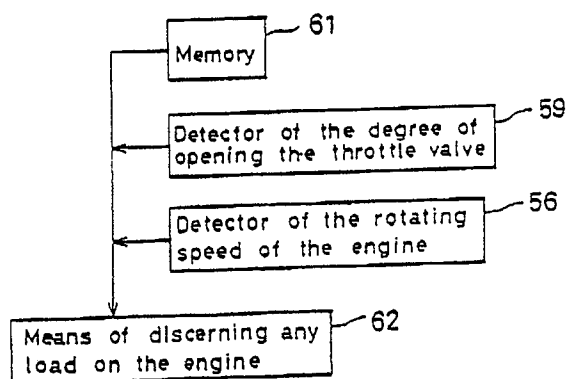 61
Memory
59
Detector of the degree of
opening the throttle valve
56
Detector of the rotating
speed of the engine
62
Means of discerning any
load on the engine